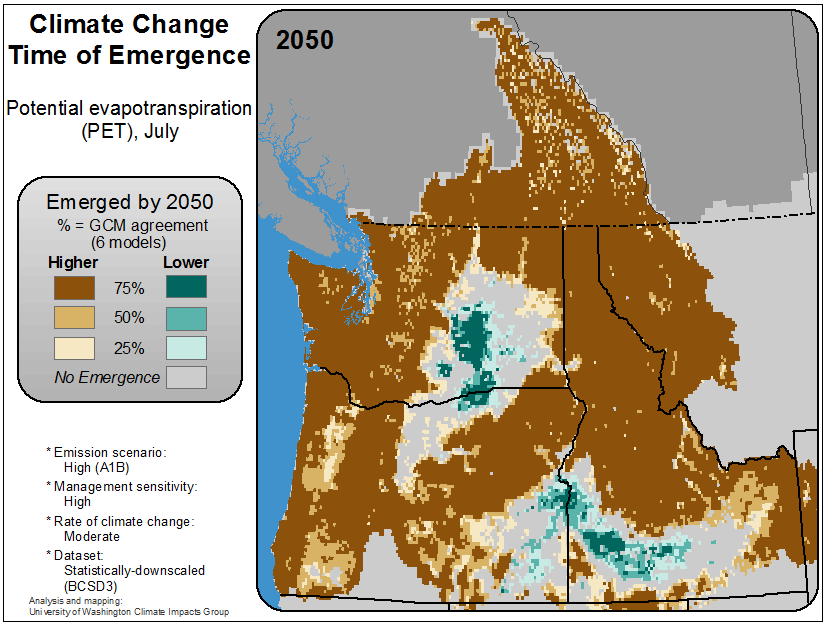 Climate Change
Time of Emergence
Potential evapotranspiration
(PET), July
Emerged by 2050
% = GCM agreement
(6 models)
Higher Lower
75%
50%
25%
No Emergence
* Emission scenario:
High (A1B)
* Management sensitivity:
High
* Rate of climate change:
Moderate
* Dataset:
Statistically-downscaled
(BCSD3)
Analysis and mapping:
University of Washington Climate Impacts Group
2050